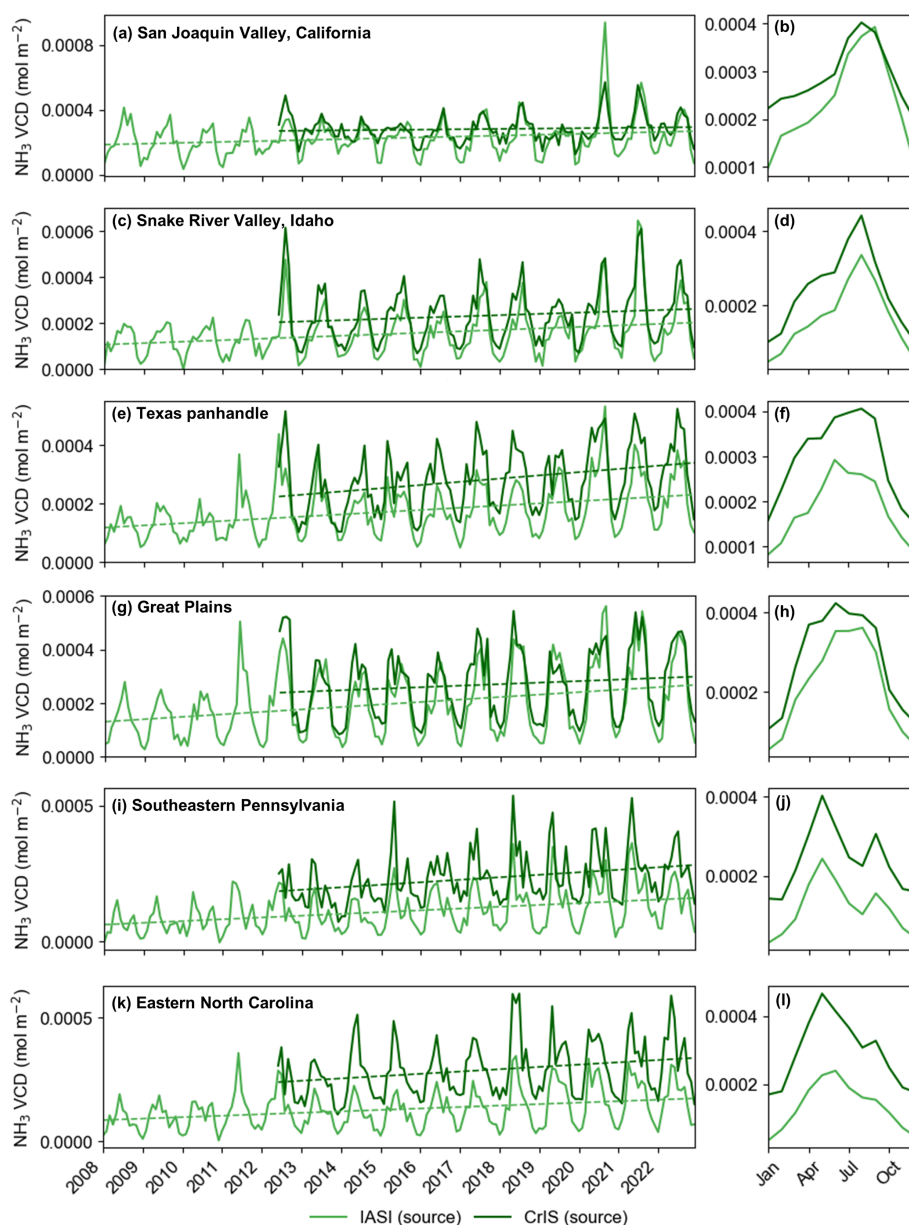 (a) San Joaquin Valley, California
NH₃ VCD (mol m⁻²)
0.0008
0.0004
0.0000
(b)
0.0004
0.0003
0.0002
0.0001
(c) Snake River Valley, Idaho
NH₃ VCD (mol m⁻²)
0.0006
0.0004
0.0002
0.0000
(d)
0.0004
0.0002
(e) Texas panhandle
NH₃ VCD (mol m⁻²)
0.0004
0.0002
0.0000
(f)
0.0004
0.0003
0.0002
0.0001
(g) Great Plains
NH₃ VCD (mol m⁻²)
0.0006
0.0004
0.0002
0.0000
(h)
0.0004
0.0002
(i) Southeastern Pennsylvania
NH₃ VCD (mol m⁻²)
0.0005
0.0000
(j)
0.0004
0.0002
(k) Eastern North Carolina
NH₃ VCD (mol m⁻²)
0.0005
0.0000
(l)
0.0004
0.0002
2008 2009 2010 2011 2012 2013 2014 2015 2016 2017 2018 2019 2020 2021 2022
Jan Apr Jul Oct
IASI (source) CrIS (source)